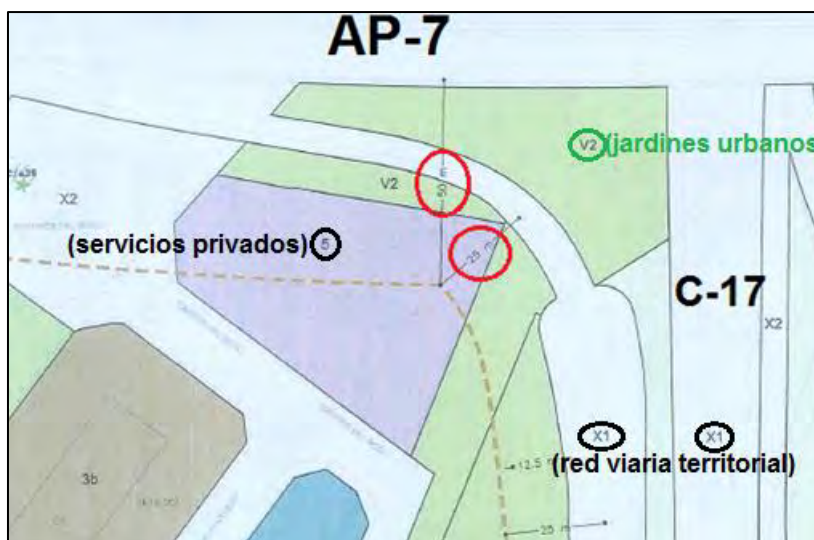 AP-7
V2 (jardines urbanos
50 m
V2
X2
(servicios privados) 5
25 m
C-17
X2
X1
X1
(red viaria territorial)
3b
12.5 m
25 m